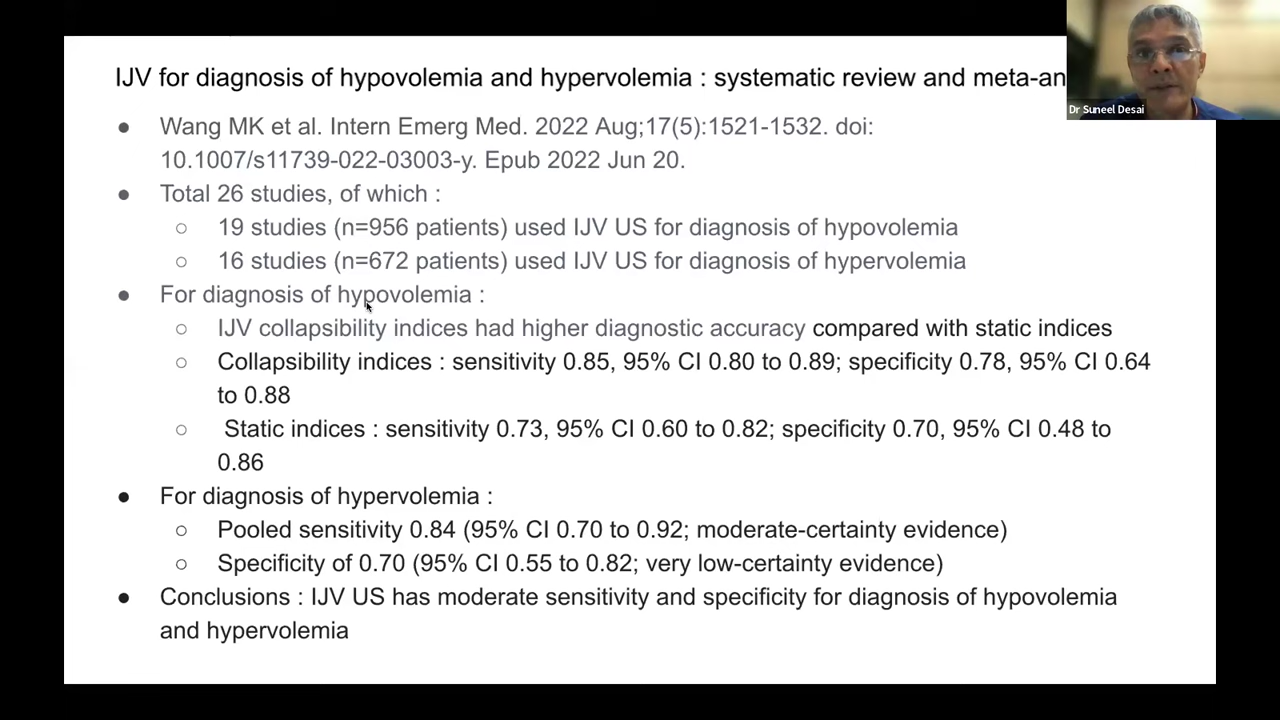 IJV for diagnosis of hypovolemia and hypervolemia : systematic review and meta-an
Dr Suneel Desai
● Wang MK et al. Intern Emerg Med. 2022 Aug;17(5):1521-1532. doi:
10.1007/s11739-022-03003-y. Epub 2022 Jun 20.
● Total 26 studies, of which :
○ 19 studies (n=956 patients) used IJV US for diagnosis of hypovolemia
○ 16 studies (n=672 patients) used IJV US for diagnosis of hypervolemia
● For diagnosis of hypovolemia :
○ IJV collapsibility indices had higher diagnostic accuracy compared with static indices
○ Collapsibility indices : sensitivity 0.85, 95% CI 0.80 to 0.89; specificity 0.78, 95% CI 0.64
to 0.88
○ Static indices : sensitivity 0.73, 95% CI 0.60 to 0.82; specificity 0.70, 95% CI 0.48 to
0.86
● For diagnosis of hypervolemia :
○ Pooled sensitivity 0.84 (95% CI 0.70 to 0.92; moderate-certainty evidence)
○ Specificity of 0.70 (95% CI 0.55 to 0.82; very low-certainty evidence)
● Conclusions : IJV US has moderate sensitivity and specificity for diagnosis of hypovolemia
and hypervolemia